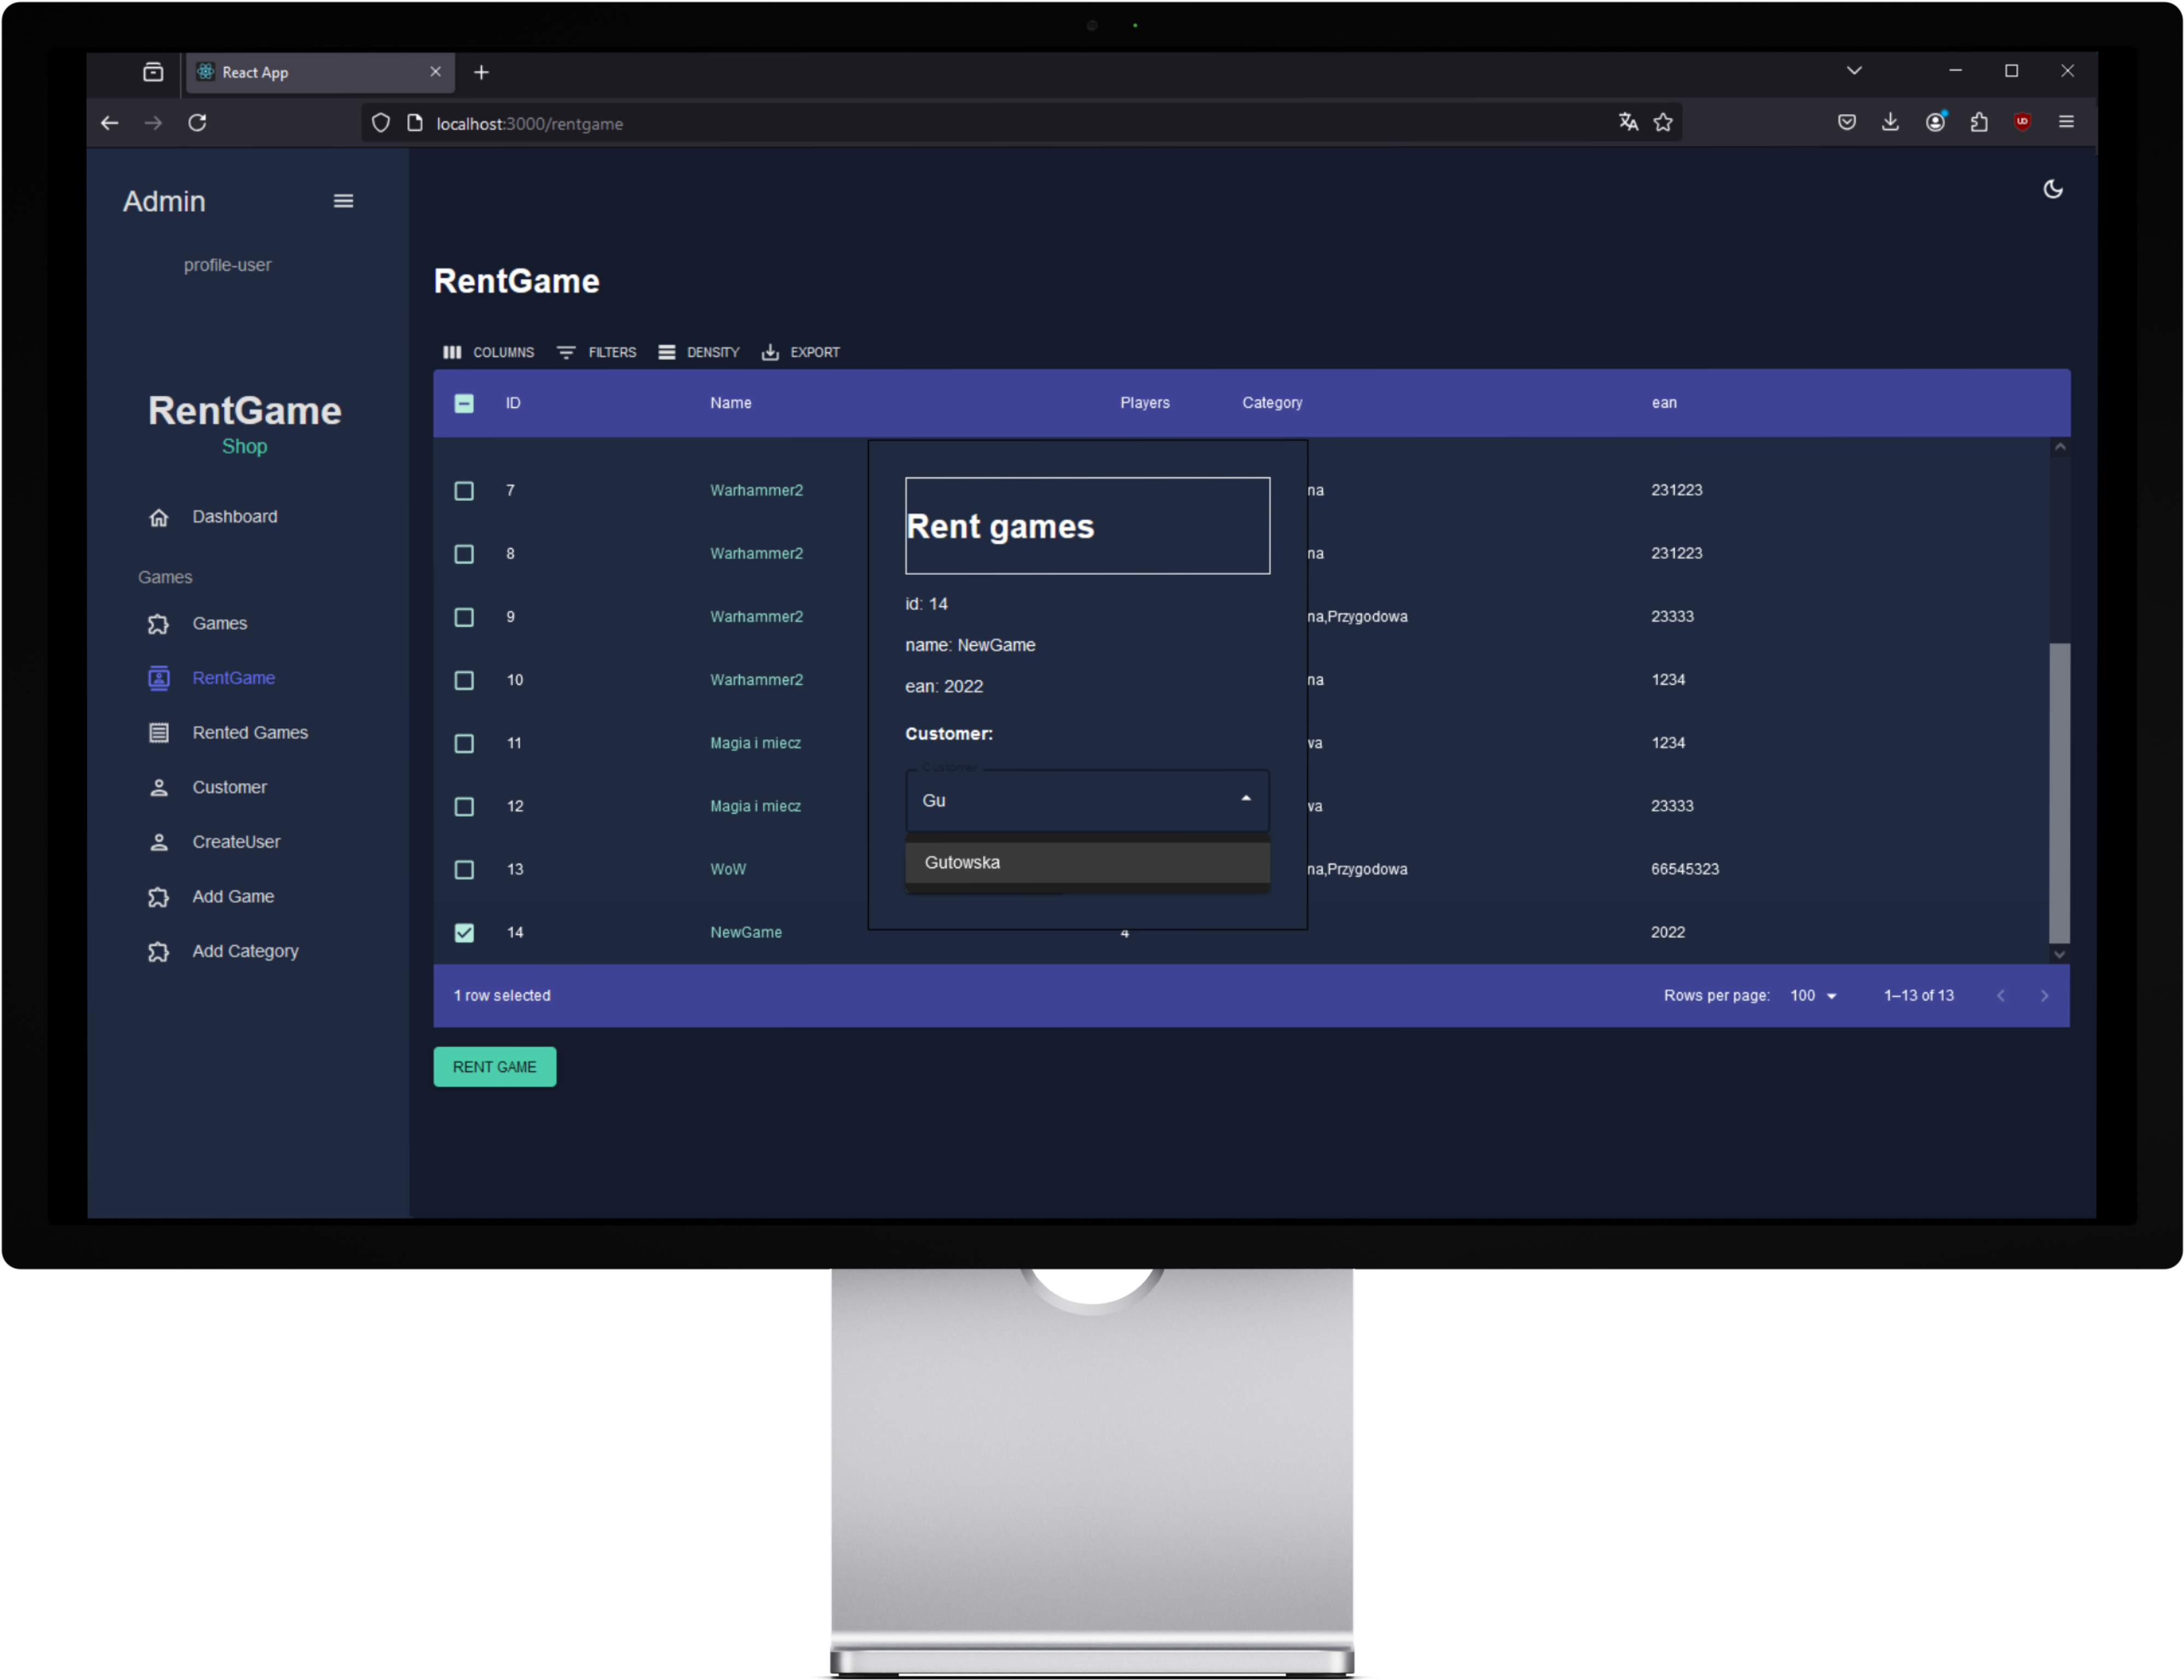 React App
localhost:3000/rentgame
Admin
profile-user
RentGame
Shop
Dashboard
Games
Games
RentGame
Rented Games
Customer
CreateUser
Add Game
Add Category
RentGame
COLUMNS FILTERS DENSITY EXPORT
ID Name Players Category ean
7 Warhammer2 na 231223
8 Warhammer2 na 231223
9 Warhammer2 na,Przygodowa 23333
10 Warhammer2 na 1234
11 Magia i miecz wa 1234
12 Magia i miecz wa 23333
13 WoW na,Przygodowa 66545323
14 NewGame 4 2022
Rent games
id: 14
name: NewGame
ean: 2022
Customer:
Customer
Gu
Gutowska
1 row selected Rows per page: 100 1–13 of 13
RENT GAME